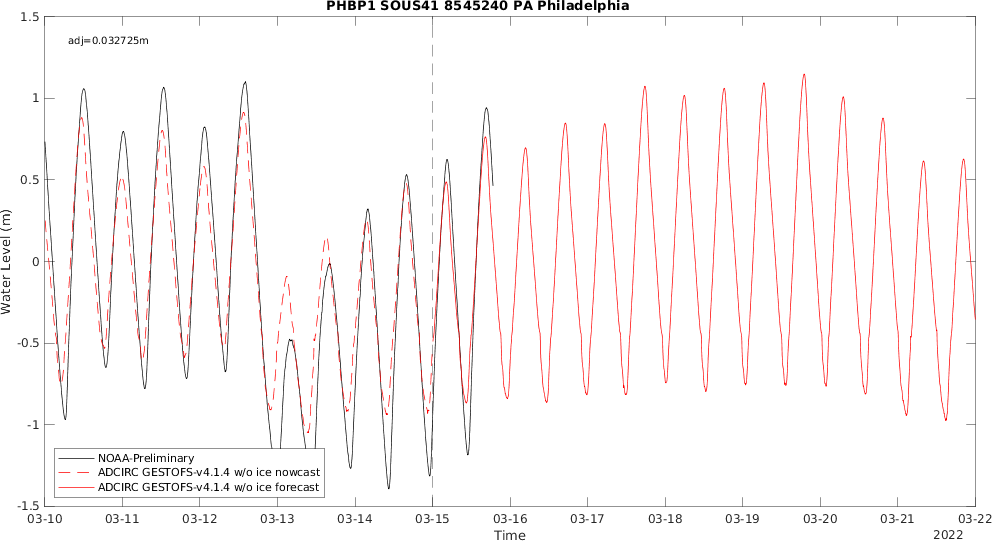 PHBP1 SOUS41 8545240 PA Philadelphia
1.5
adj=0.032725m
1
0.5
0
-0.5
-1
-1.5
Water Level (m)
NOAA-Preliminary
ADCIRC GESTOFS-v4.1.4 w/o ice nowcast
ADCIRC GESTOFS-v4.1.4 w/o ice forecast
03-10 03-11 03-12 03-13 03-14 03-15 03-16 03-17 03-18 03-19 03-20 03-21 03-22
Time
2022